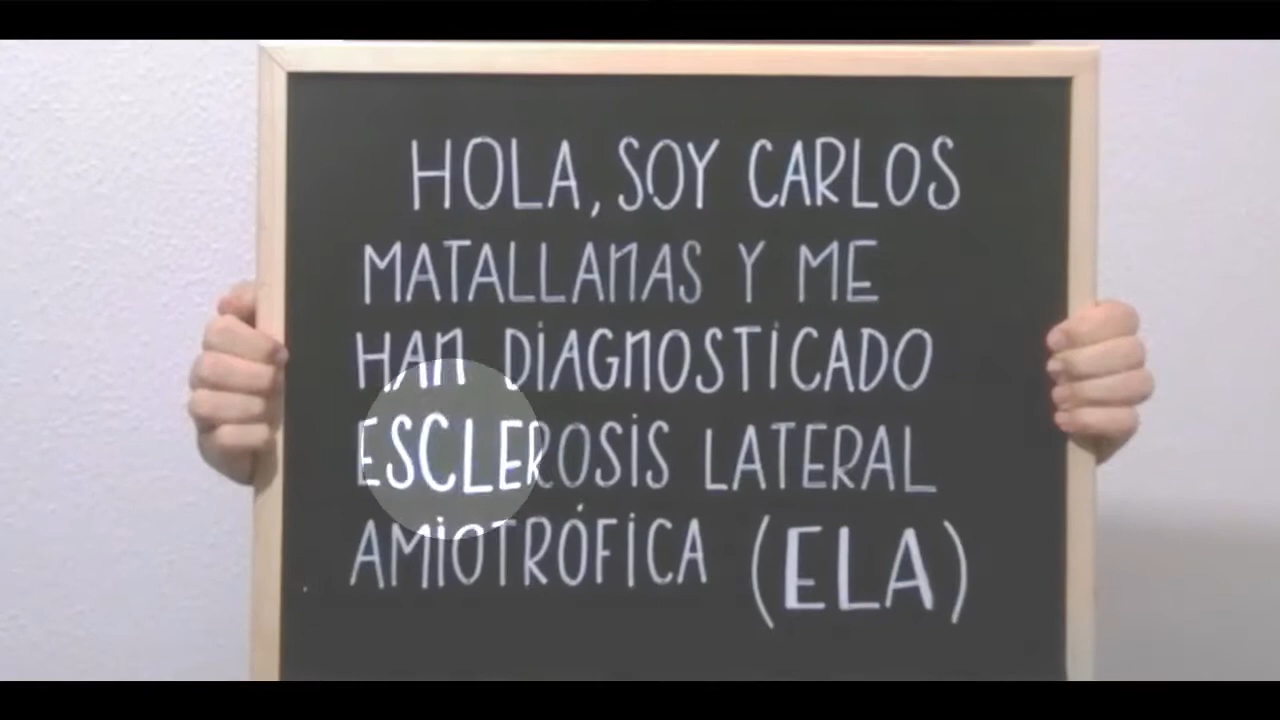 HOLA, SOY CARLOS
MATALLANAS Y ME
HAN DIAGNOSTICADO
ESCLEROSIS LATERAL
AMIOTRÓFICA (ELA)